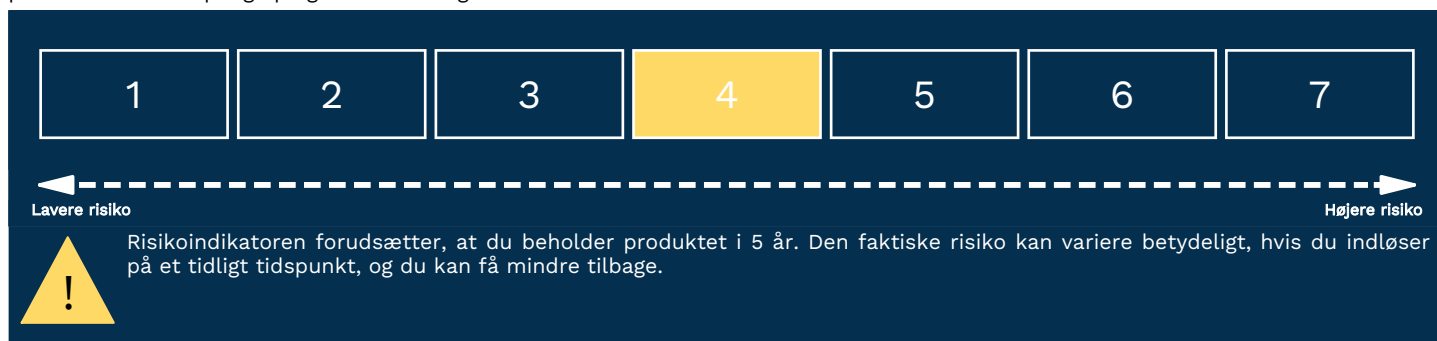 1 2 3 4 5 6 7
Lavere risiko Højere risiko
Risikoindikatoren forudsætter, at du beholder produktet i 5 år. Den faktiske risiko kan variere betydeligt, hvis du indløser
på et tidligt tidspunkt, og du kan få mindre tilbage.
!